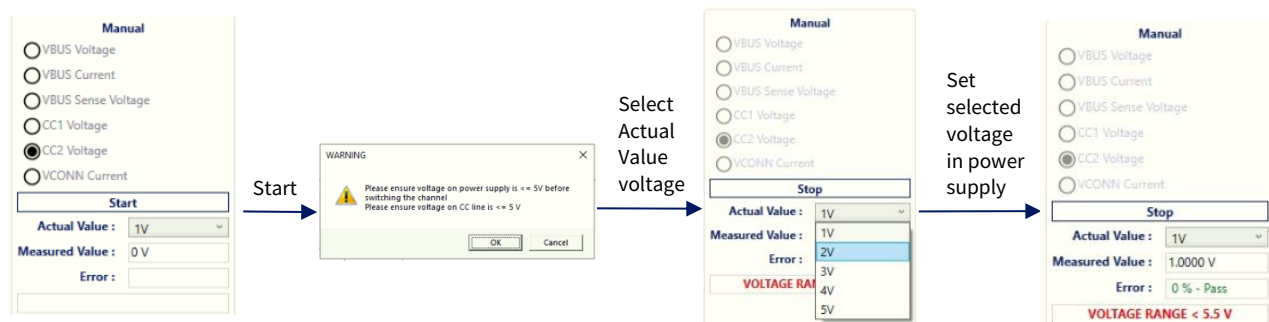 Manual
VBUS Voltage
VBUS Current
VBUS Sense Voltage
CC1 Voltage
CC2 Voltage
VCONN Current
Start
Actual Value : 1V
Measured Value : 0 V
Error :
Start
WARNING
Please ensure voltage on power supply is <= 5V before
switching the channel
Please ensure voltage on CC line is <= 5 V
OK Cancel
Select
Actual
Value
voltage
Manual
VBUS Voltage
VBUS Current
VBUS Sense Voltage
CC1 Voltage
CC2 Voltage
VCONN Current
Stop
Actual Value : 1V
Measured Value : 1V
2V
Error :
3V
VOLTAGE RA
4V
5V
Set
selected
voltage
in power
supply
Manual
VBUS Voltage
VBUS Current
VBUS Sense Voltage
CC1 Voltage
CC2 Voltage
VCONN Current
Stop
Actual Value : 1V
Measured Value : 1.0000 V
Error : 0 % - Pass
VOLTAGE RANGE < 5.5 V